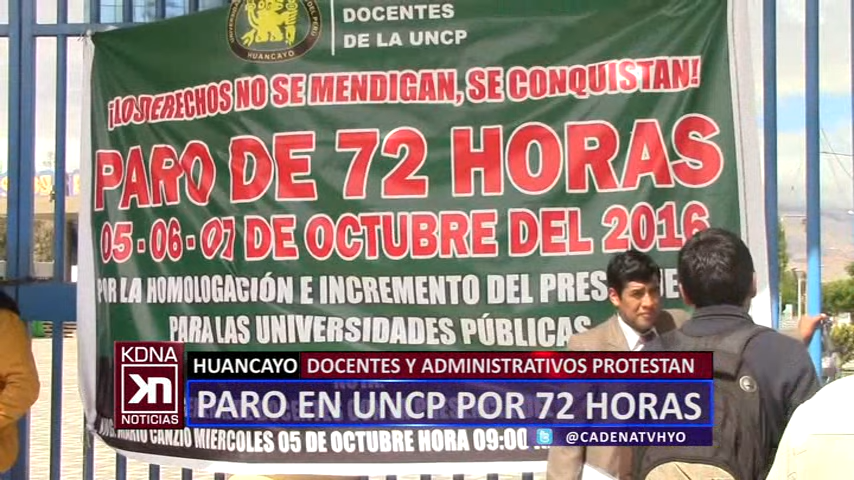 DOCENTES
DE LA UNCP
HUANCAYO
¡LOS DERECHOS NO SE MENDIGAN, SE CONQUISTAN!
PARO DE 72 HORAS
05 - 06 - 07 DE OCTUBRE DEL 2016
POR LA HOMOLOGACIÓN E INCREMENTO DEL PRES
PARA LAS UNIVERSIDADES PÚBLICAS
KDNA
NOTICIAS
HUANCAYO DOCENTES Y ADMINISTRATIVOS PROTESTAN
PARO EN UNCP POR 72 HORAS
@CADENATVHYO
CANZIO MIERCOLES 05 DE OCTUBRE HORA 09:00